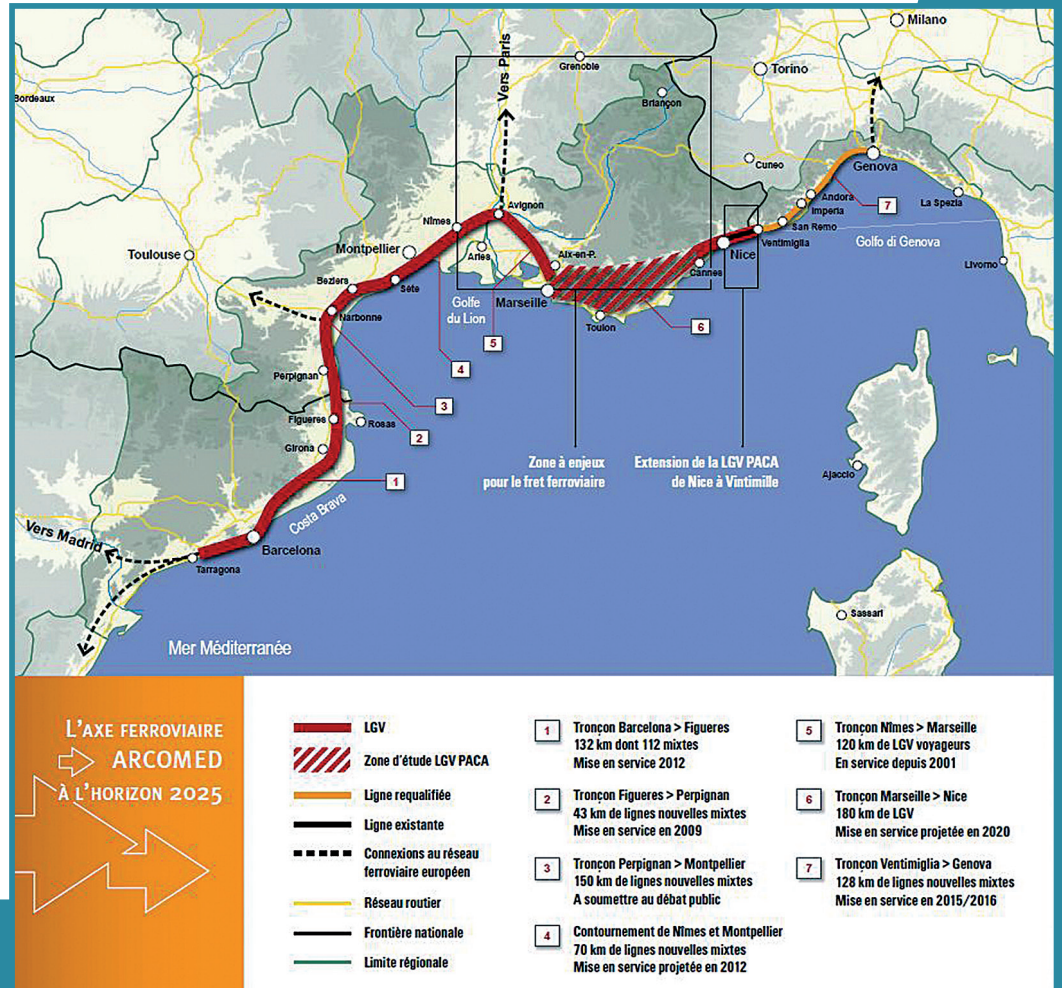 Milano
Vers Paris
Grenoble
Torino
Bordeaux
Briançon
Cuneo
Genova
Avignon
Nîmes
Andora
Imperia
7
La Spezia
San Remo
Montpellier
Arles
Ventimiglia
Golfo di Genova
Toulouse
Aix-en-P.
Nice
Cannes
Livorno
Beziers
Sète
Golfe
du Lion
Marseille
Narbonne
Toulon
6
5
4
Perpignan
3
Figueres
Rosas
2
Girona
Zone à enjeux
pour le fret ferroviaire
Extension de la LGV PACA
de Nice à Vintimille
Ajaccio
1
Costa Brava
Vers Madrid
Barcelona
Tarragona
Sassari
Mer Méditerranée
L'AXE FERROVIAIRE
ARCOMED
À L'HORIZON 2025
LGV
Zone d'étude LGV PACA
Ligne requalifiée
Ligne existante
Connexions au réseau
ferroviaire européen
Réseau routier
Frontière nationale
Limite régionale
1 Tronçon Barcelona > Figueres
132 km dont 112 mixtes
Mise en service 2012
2 Tronçon Figueres > Perpignan
43 km de lignes nouvelles mixtes
Mise en service en 2009
3 Tronçon Perpignan > Montpellier
150 km de lignes nouvelles mixtes
A soumettre au débat public
4 Contournement de Nîmes et Montpellier
70 km de lignes nouvelles mixtes
Mise en service projetée en 2012
5 Tronçon Nîmes > Marseille
120 km de LGV voyageurs
En service depuis 2001
6 Tronçon Marseille > Nice
180 km de LGV
Mise en service projetée en 2020
7 Tronçon Ventimiglia > Genova
128 km de lignes nouvelles mixtes
Mise en service en 2015/2016